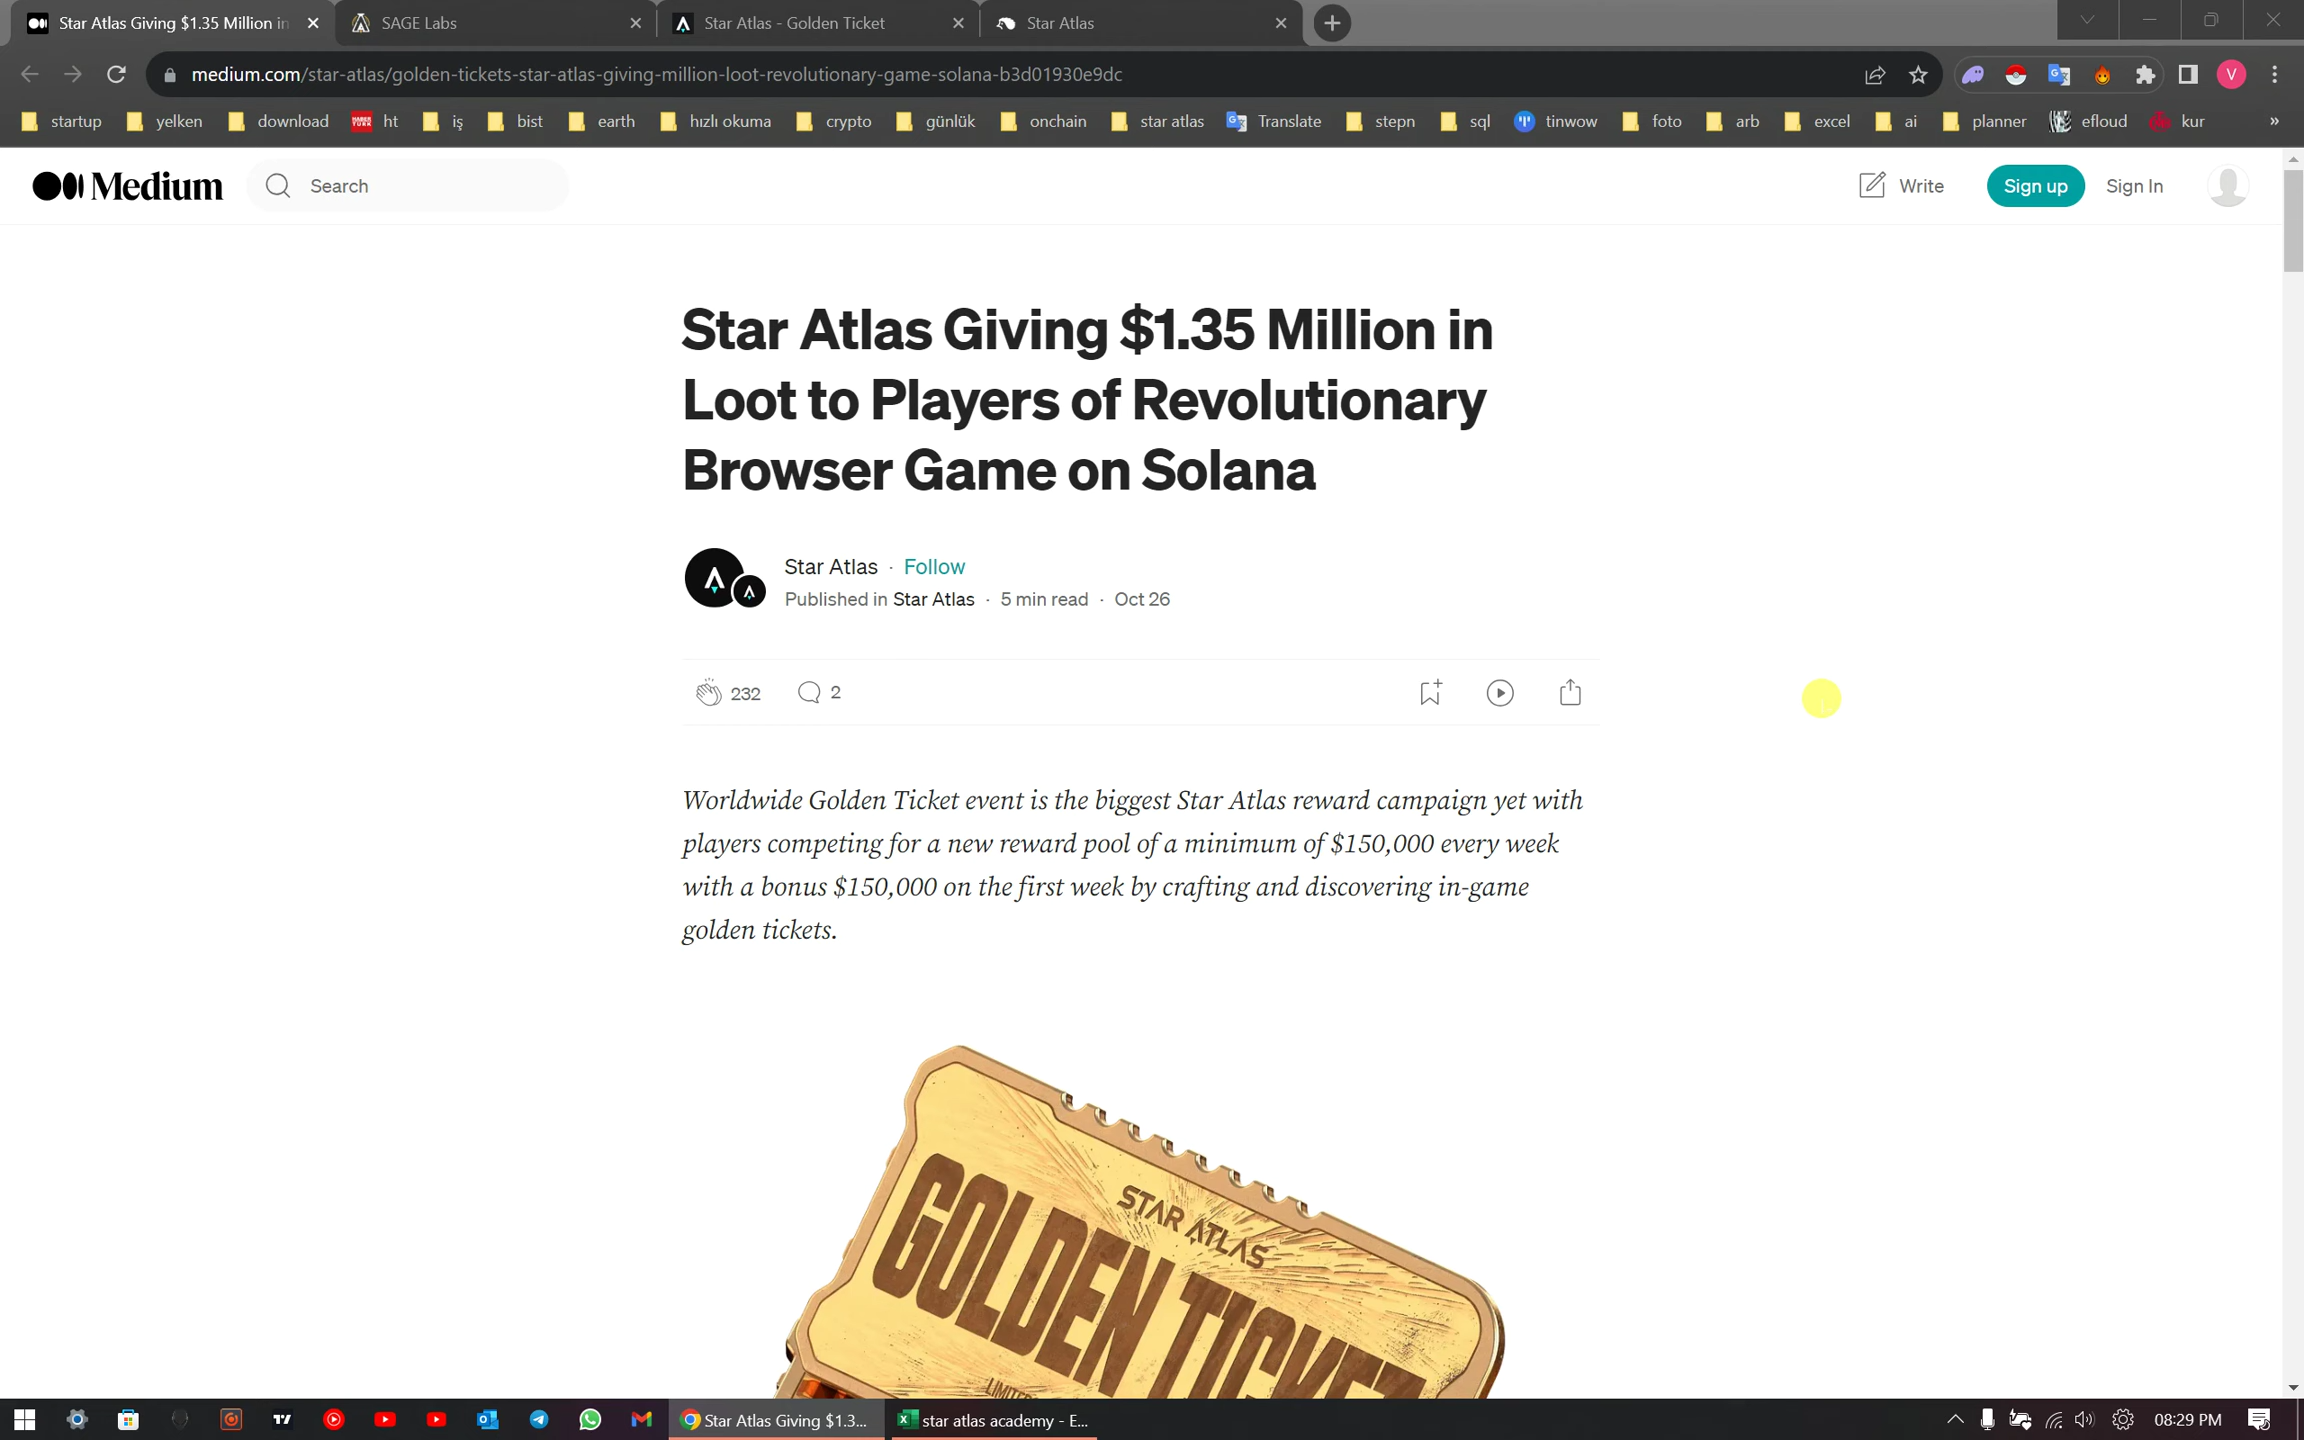 Star Atlas Giving $1.35 Million in
SAGE Labs
Star Atlas - Golden Ticket
Star Atlas
medium.com/star-atlas/golden-tickets-star-atlas-giving-million-loot-revolutionary-game-solana-b3d01930e9dc
V
startup yelken download ht iş bist earth hızlı okuma crypto günlük onchain star atlas Translate stepn sql tinwow foto arb excel ai planner efloud kur »
Medium
Search
Write
Sign up
Sign In
Star Atlas Giving $1.35 Million in
Loot to Players of Revolutionary
Browser Game on Solana
Star Atlas · Follow
Published in Star Atlas · 5 min read · Oct 26
232
2
Worldwide Golden Ticket event is the biggest Star Atlas reward campaign yet with
players competing for a new reward pool of a minimum of $150,000 every week
with a bonus $150,000 on the first week by crafting and discovering in-game
golden tickets.
STAR ATLAS
GOLDEN TICKET
Star Atlas Giving $1.3...
star atlas academy - E...
08:29 PM